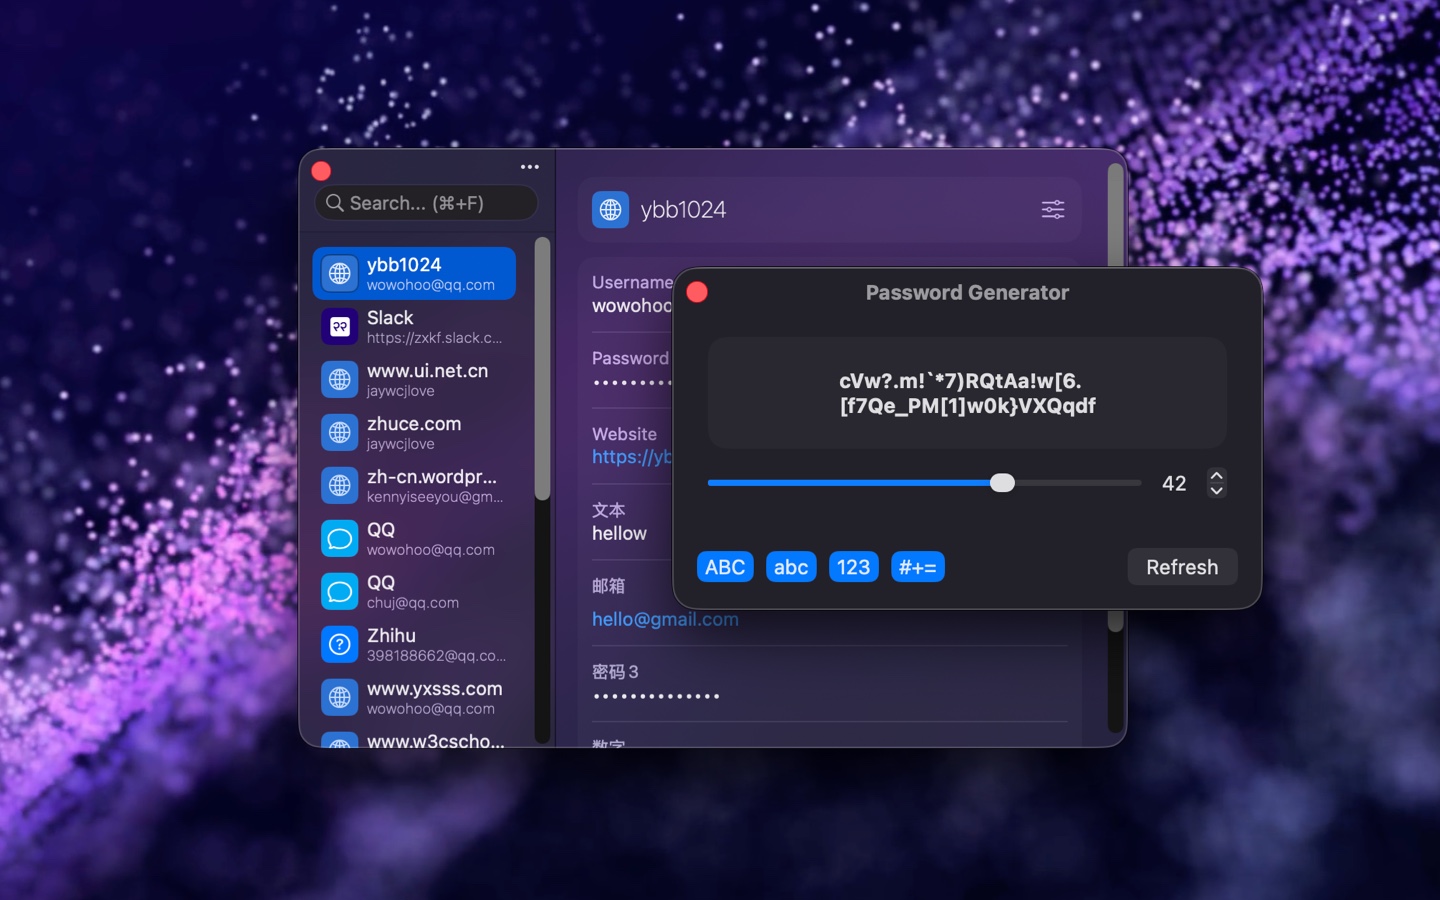 Search... (⌘+F)
ybb1024
wowohoo@qq.com
Slack
https://zxkf.slack.c...
www.ui.net.cn
jaywcjlove
zhuce.com
jaywcjlove
zh-cn.wordpr...
kennyiseeyou@gm...
QQ
wowohoo@qq.com
QQ
chuj@qq.com
Zhihu
398188662@qq.co...
www.yxsss.com
wowohoo@qq.com
www.w3cscho...
ybb1024
Username
wowohoo
Password
••••••••
Website
https://yb
文本
hellow
邮箱
hello@gmail.com
密码 3
••••••••••••••
数字
Password Generator
cVw?.m!`*7)RQtAa!w[6.
[f7Qe_PM[1]w0k}VXQqdf
42
ABC
abc
123
#+=
Refresh